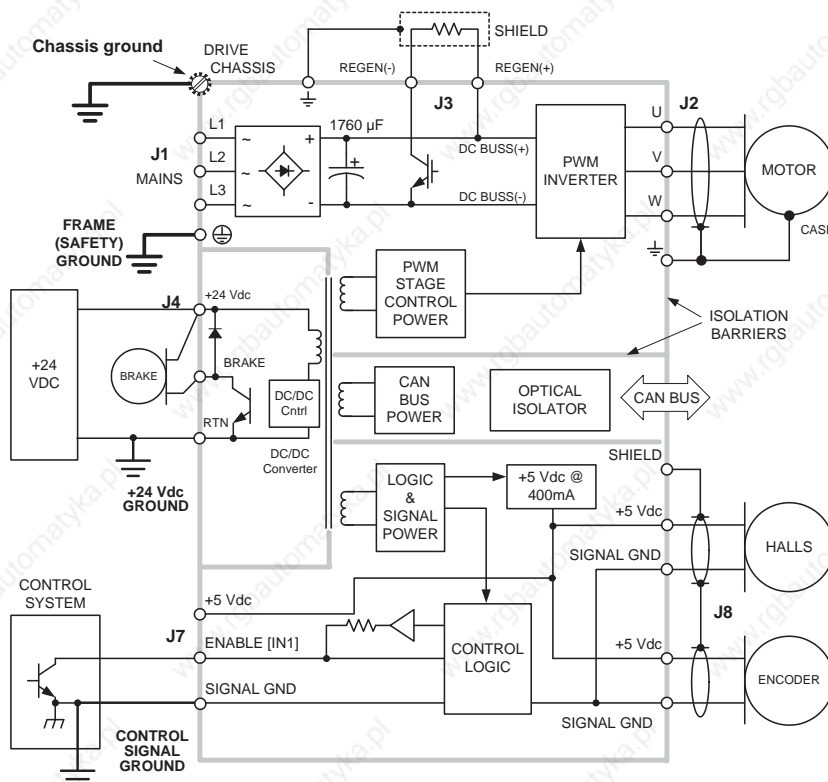 Chassis ground
DRIVE
CHASSIS
SHIELD
REGEN(-)
REGEN(+)
J3
J1
MAINS
L1
L2
L3
~
~
~
+
-
1760 µF
+
DC BUSS(+)
DC BUSS(-)
PWM
INVERTER
U
V
W
J2
MOTOR
CASE
FRAME
(SAFETY)
GROUND
PWM
STAGE
CONTROL
POWER
ISOLATION
BARRIERS
J4
+24 Vdc
+24
VDC
BRAKE
BRAKE
RTN
DC/DC
Cntrl
DC/DC
Converter
CAN
BUS
POWER
OPTICAL
ISOLATOR
CAN BUS
+24 Vdc
GROUND
LOGIC
&
SIGNAL
POWER
+5 Vdc @
400mA
SHIELD
+5 Vdc
SIGNAL GND
HALLS
J8
CONTROL
SYSTEM
J7
+5 Vdc
ENABLE [IN1]
SIGNAL GND
CONTROL
LOGIC
+5 Vdc
SIGNAL GND
ENCODER
CONTROL
SIGNAL
GROUND
www.rgbautomatyka.pl